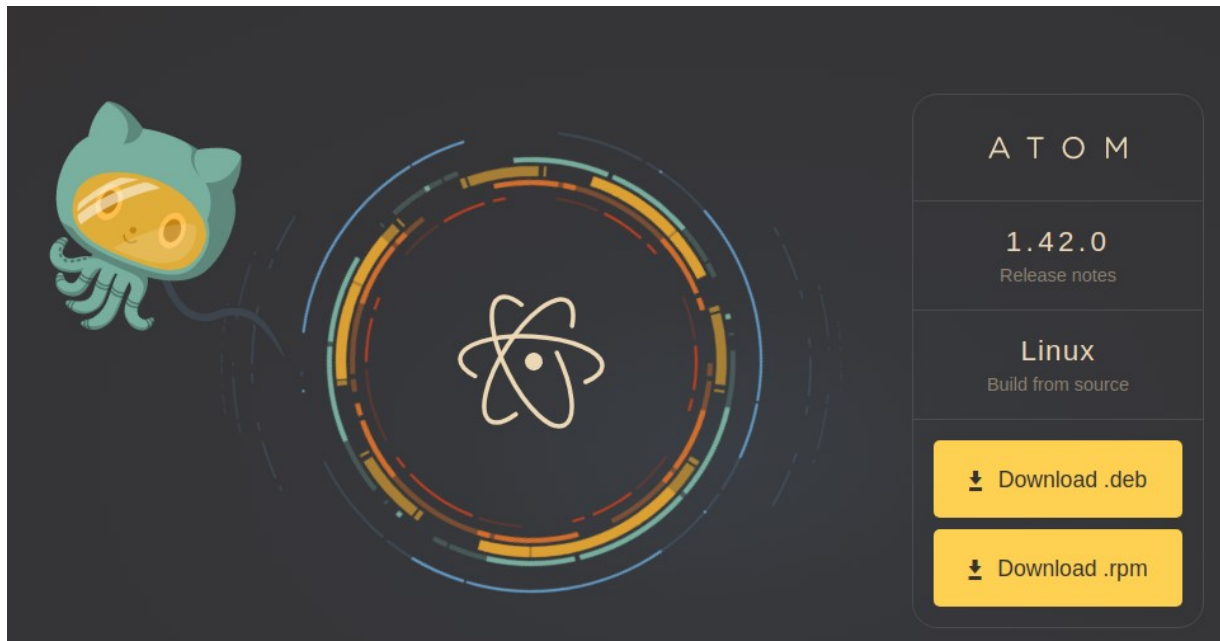 ATOM
1.42.0
Release notes
Linux
Build from source
Download .deb
Download .rpm